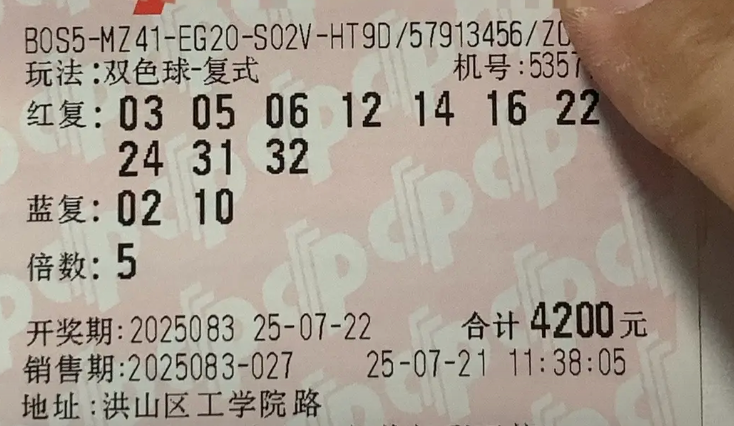 BOS5-MZ41-EG20-S02V-HT9D/57913456/
玩法:双色球-复式 机号:5357
红复: 03 05 06 12 14 16 22
24 31 32
蓝复: 02 10
倍数: 5
开奖期:2025083 25-07-22 合计 4200元
销售期:2025083-027 25-07-21 11:38:05
地址:洪山区工学院路